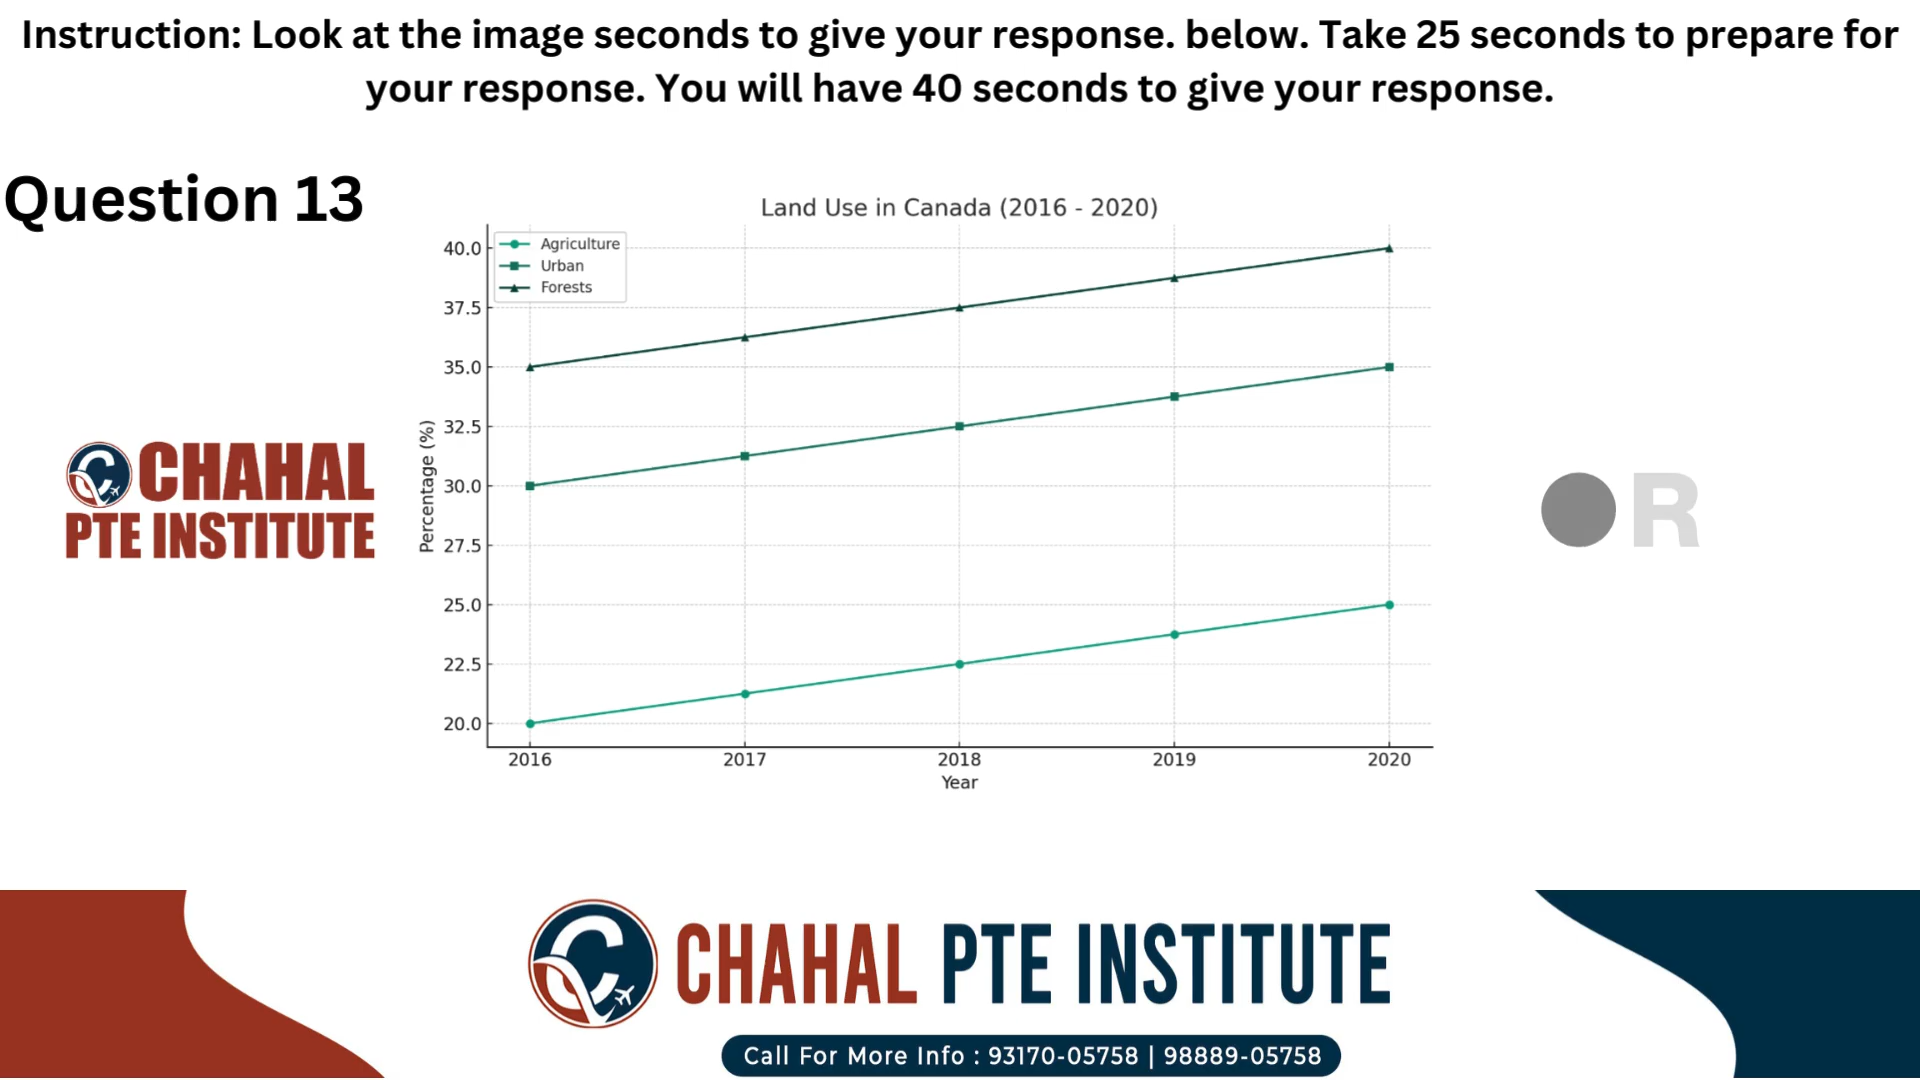 Instruction: Look at the image seconds to give your response. below. Take 25 seconds to prepare for
your response. You will have 40 seconds to give your response.
Question 13
Land Use in Canada (2016 - 2020)
Agriculture
Urban
Forests
40.0
37.5
35.0
32.5
30.0
27.5
25.0
22.5
20.0
Percentage (%)
2016 2017 2018 2019 2020
Year
CHAHAL
PTE INSTITUTE
R
CHAHAL PTE INSTITUTE
Call For More Info : 93170-05758 | 98889-05758